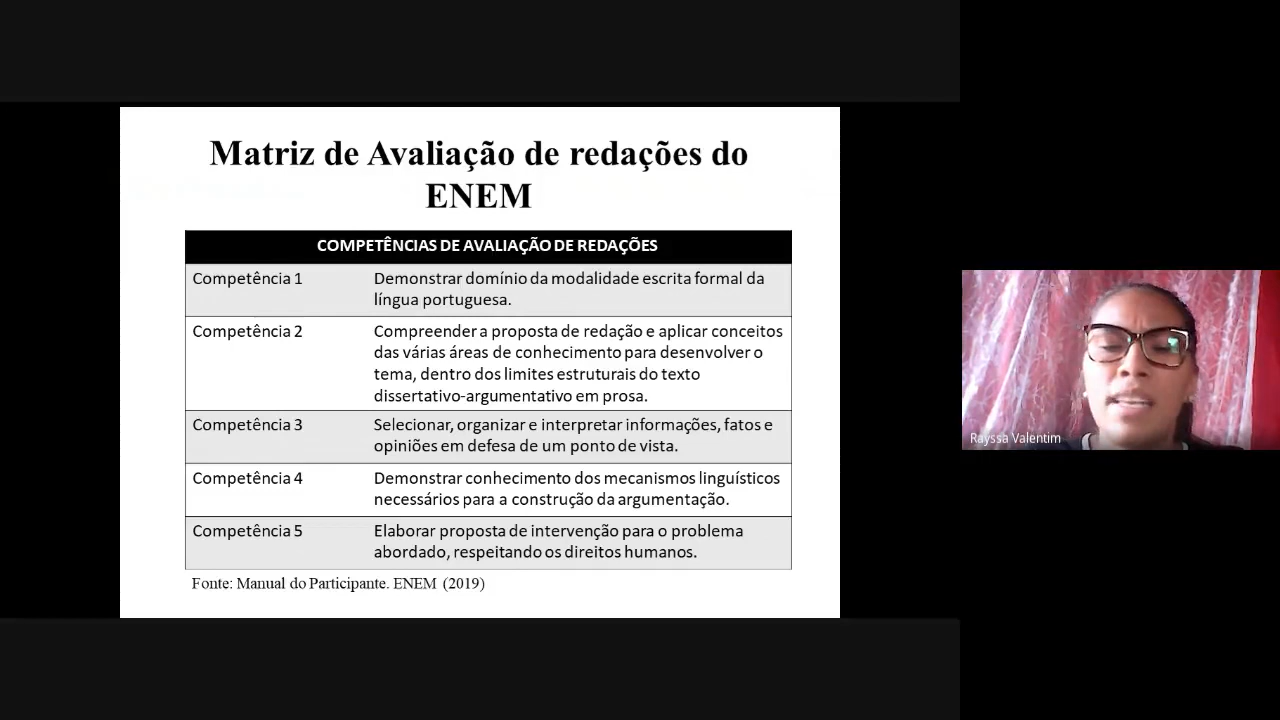 Matriz de Avaliação de redações do
ENEM
COMPETÊNCIAS DE AVALIAÇÃO DE REDAÇÕES
Competência 1
Demonstrar domínio da modalidade escrita formal da
língua portuguesa.
Competência 2
Compreender a proposta de redação e aplicar conceitos
das várias áreas de conhecimento para desenvolver o
tema, dentro dos limites estruturais do texto
dissertativo-argumentativo em prosa.
Competência 3
Selecionar, organizar e interpretar informações, fatos e
opiniões em defesa de um ponto de vista.
Competência 4
Demonstrar conhecimento dos mecanismos linguísticos
necessários para a construção da argumentação.
Competência 5
Elaborar proposta de intervenção para o problema
abordado, respeitando os direitos humanos.
Fonte: Manual do Participante. ENEM (2019)
Rayssa Valentim